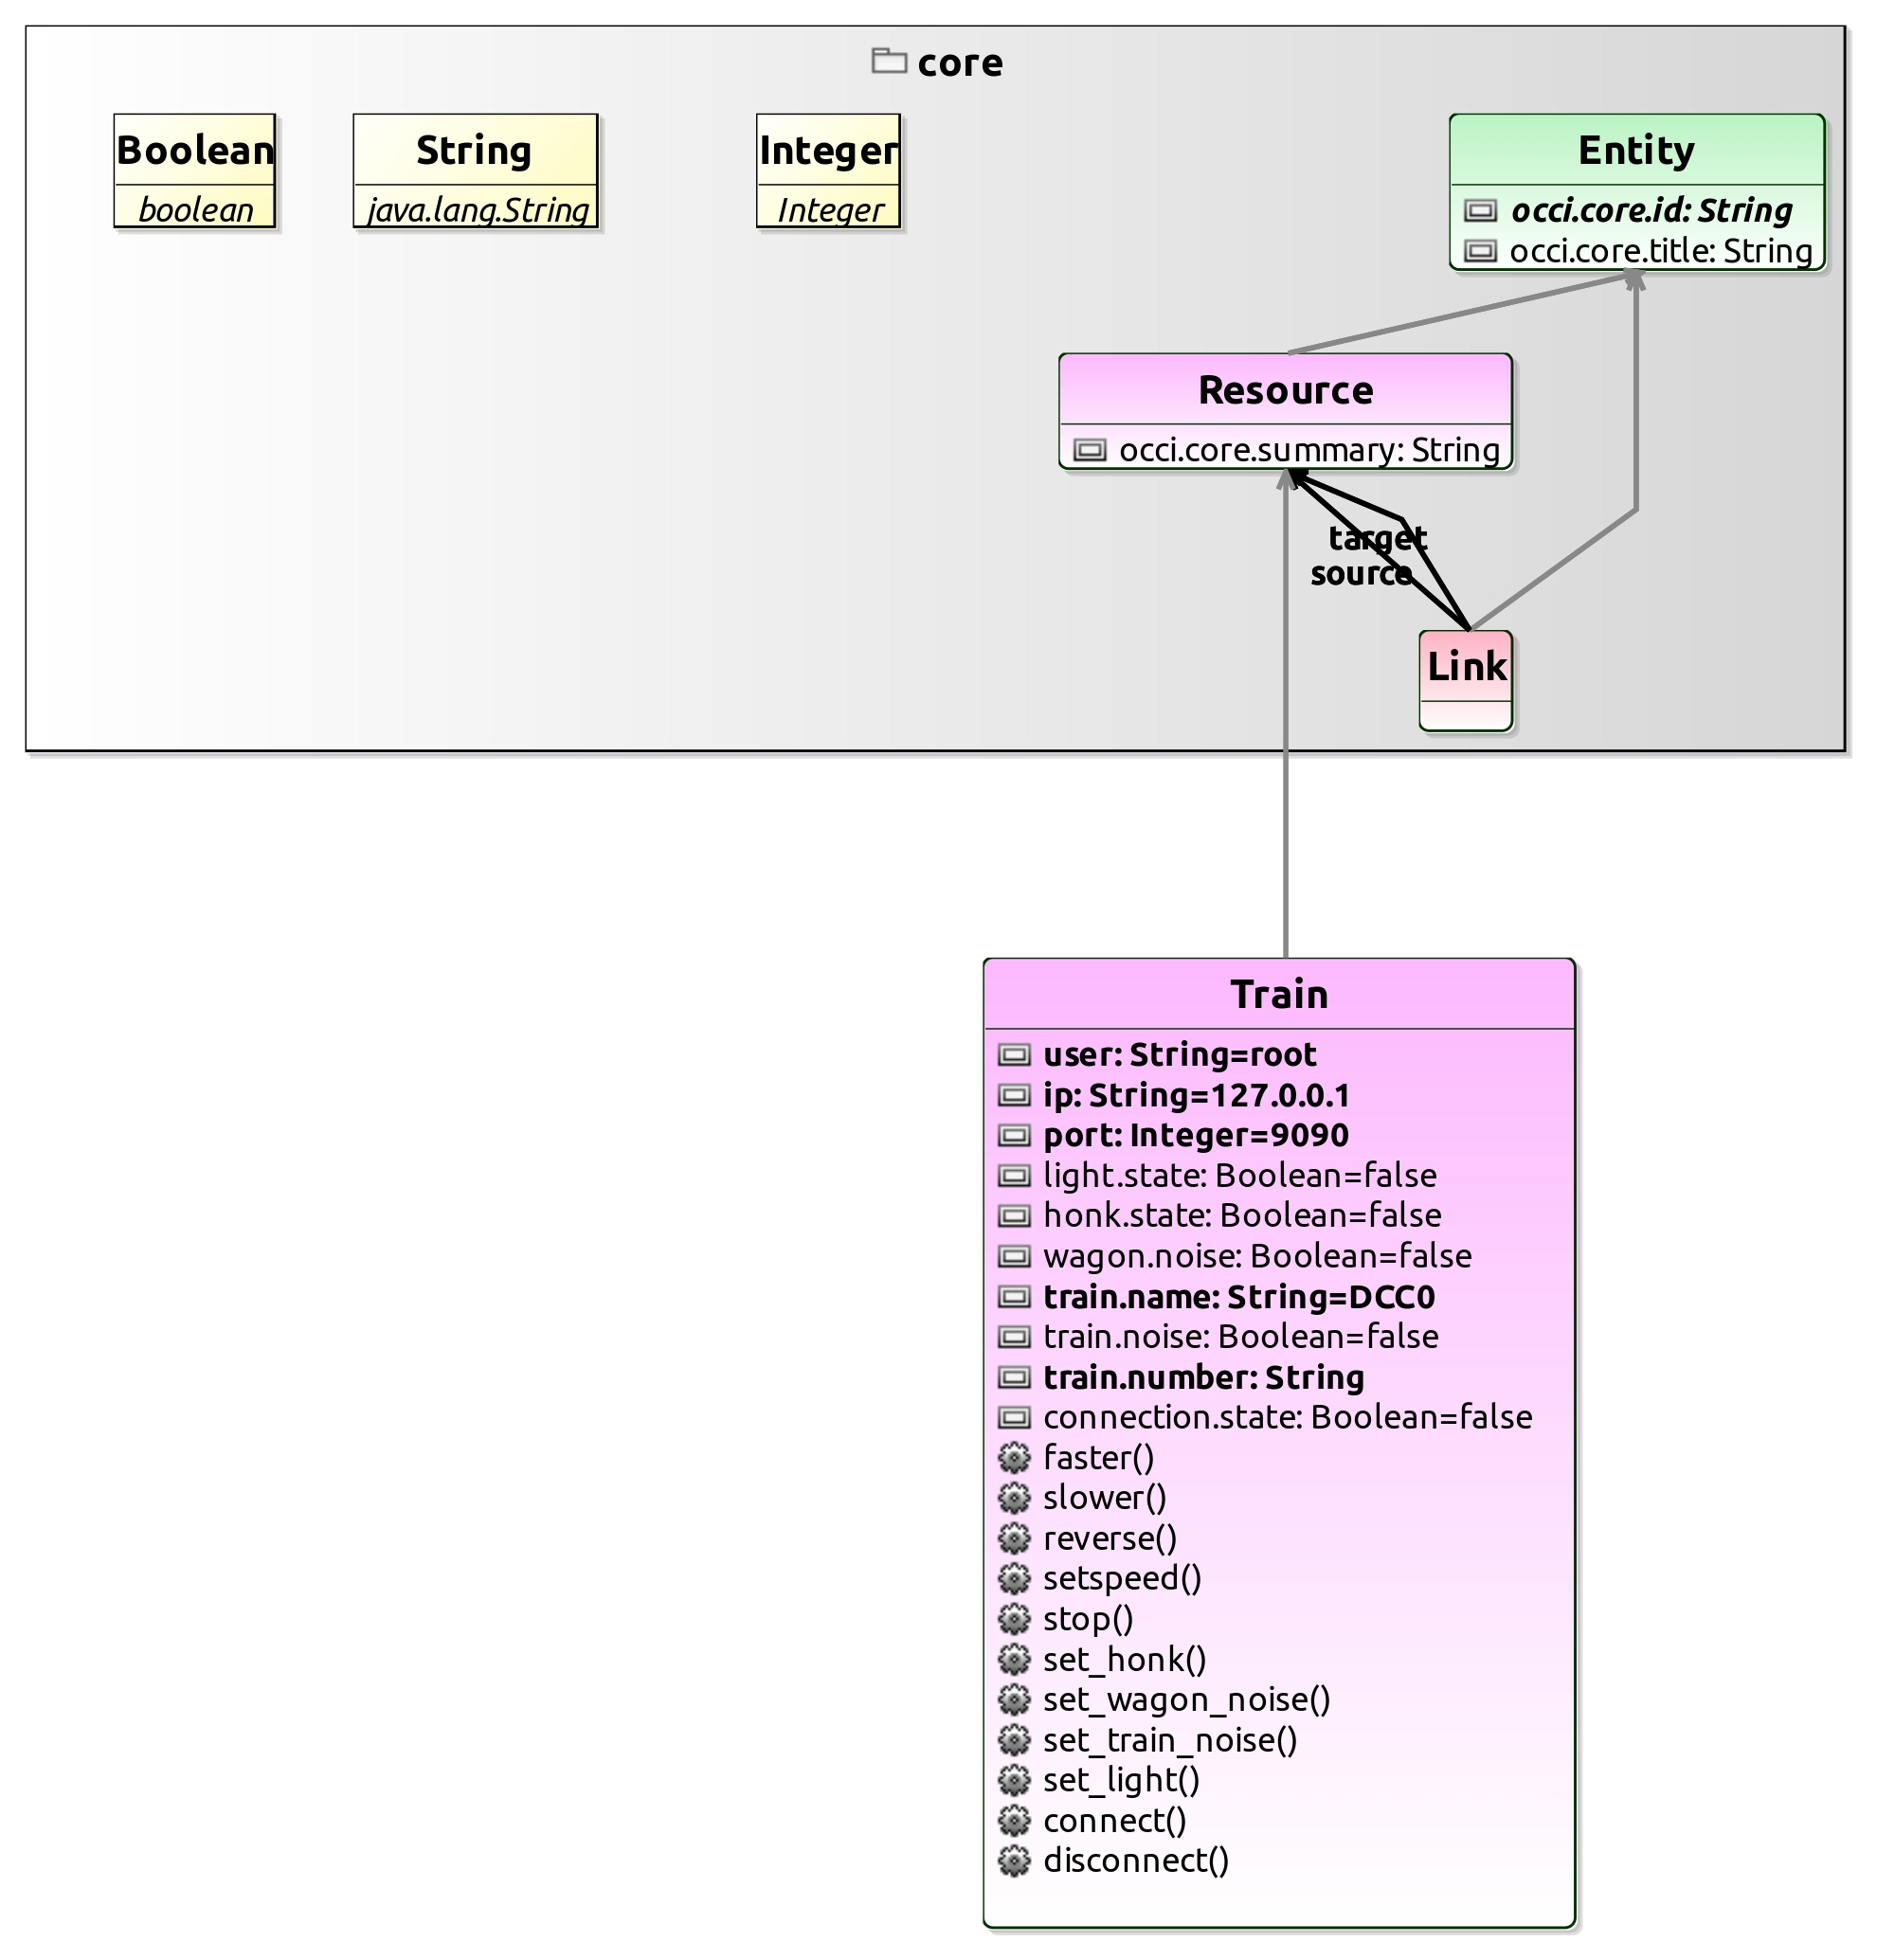 core
Boolean
boolean
String
java.lang.String
Integer
Integer
Entity
occi.core.id: String
occi.core.title: String
Resource
occi.core.summary: String
target
source
Link
Train
user: String=root
ip: String=127.0.0.1
port: Integer=9090
light.state: Boolean=false
honk.state: Boolean=false
wagon.noise: Boolean=false
train.name: String=DCC0
train.noise: Boolean=false
train.number: String
connection.state: Boolean=false
faster()
slower()
reverse()
setspeed()
stop()
set_honk()
set_wagon_noise()
set_train_noise()
set_light()
connect()
disconnect()